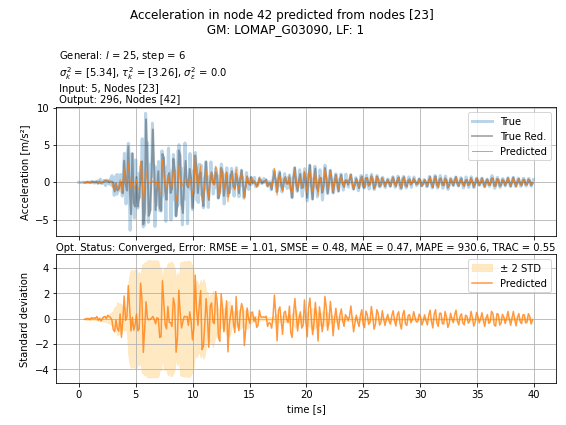 Acceleration in node 42 predicted from nodes [23]
GM: LOMAP_G03090, LF: 1
General: l = 25, step = 6
σ²ₖ = [5.34], τ²ₖ = [3.26], σ²ε = 0.0
Input: 5, Nodes [23]
Output: 296, Nodes [42]
10
5
0
−5
Acceleration [m/s²]
True
True Red.
Predicted
Opt. Status: Converged, Error: RMSE = 1.01, SMSE = 0.48, MAE = 0.47, MAPE = 930.6, TRAC = 0.55
4
2
0
−2
−4
Standard deviation
± 2 STD
Predicted
0 5 10 15 20 25 30 35 40
time [s]